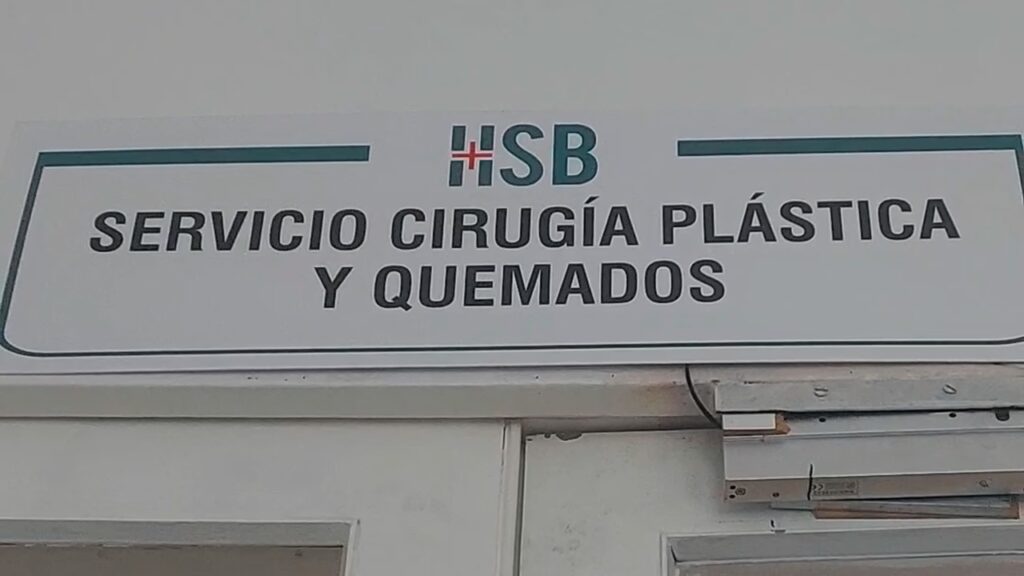 HSB
SERVICIO CIRUGÍA PLÁSTICA
Y QUEMADOS